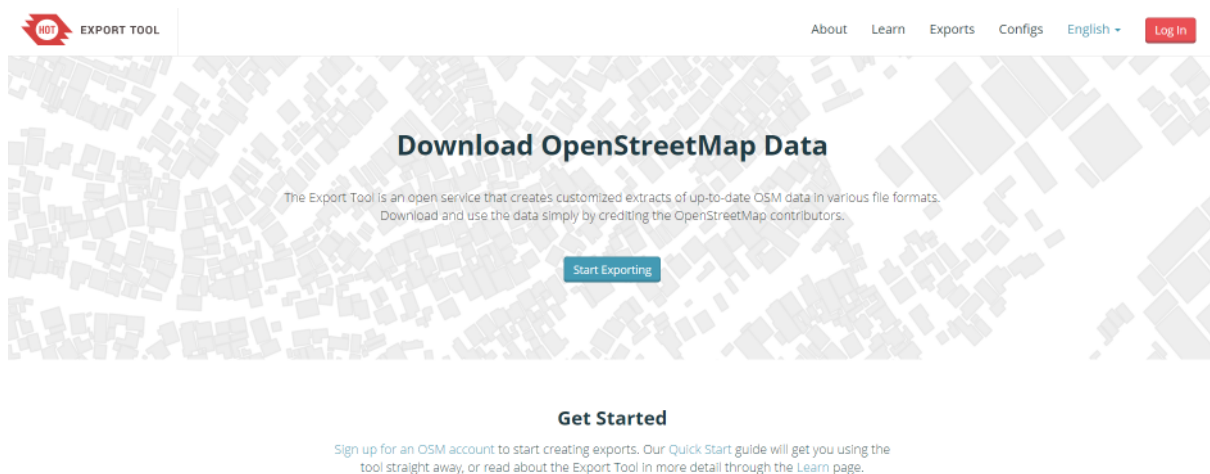 HOT EXPORT TOOL
About Learn Exports Configs English Log In
Download OpenStreetMap Data
The Export Tool is an open service that creates customized extracts of up-to-date OSM data in various file formats.
Download and use the data simply by crediting the OpenStreetMap contributors.
Start Exporting
Get Started
Sign up for an OSM account to start creating exports. Our Quick Start guide will get you using the
tool straight away, or read about the Export Tool in more detail through the Learn page.